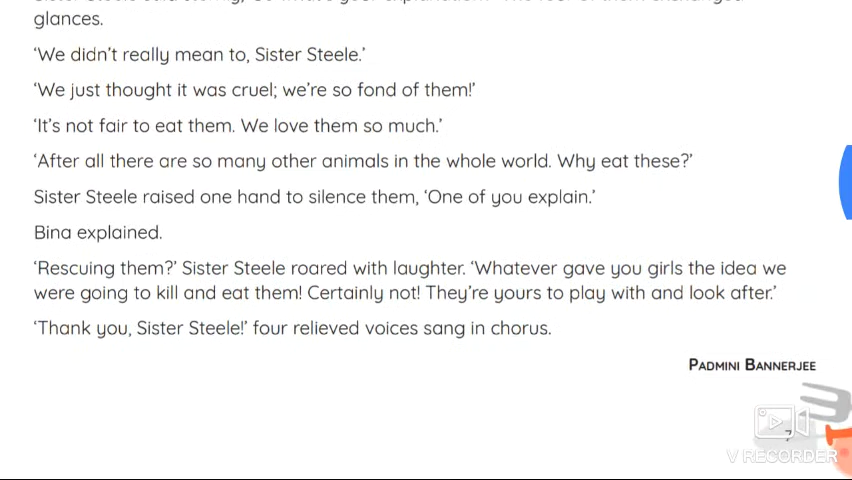 glances.
‘We didn’t really mean to, Sister Steele.’
‘We just thought it was cruel; we’re so fond of them!’
‘It’s not fair to eat them. We love them so much.’
‘After all there are so many other animals in the whole world. Why eat these?’
Sister Steele raised one hand to silence them, ‘One of you explain.’
Bina explained.
‘Rescuing them?’ Sister Steele roared with laughter. ‘Whatever gave you girls the idea we
were going to kill and eat them! Certainly not! They’re yours to play with and look after.’
‘Thank you, Sister Steele!’ four relieved voices sang in chorus.
PADMINI BANNERJEE
7
V RECORDER